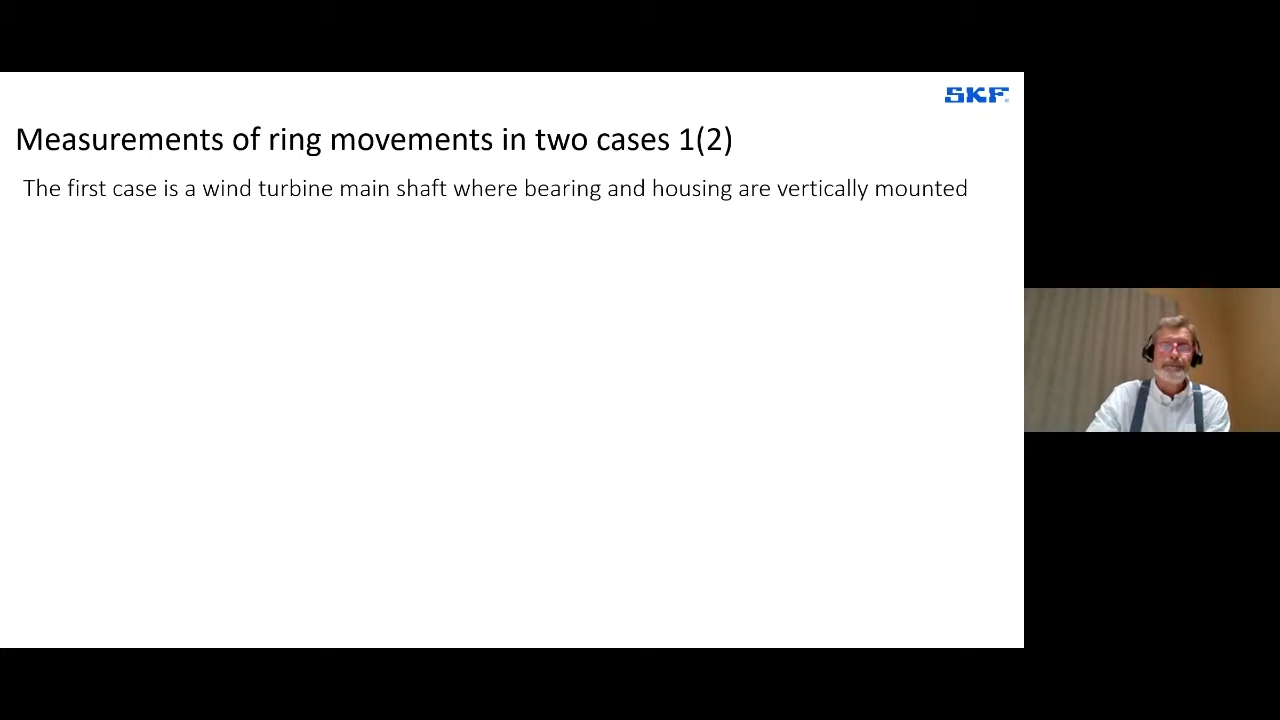 SKF
Measurements of ring movements in two cases 1(2)
The first case is a wind turbine main shaft where bearing and housing are vertically mounted